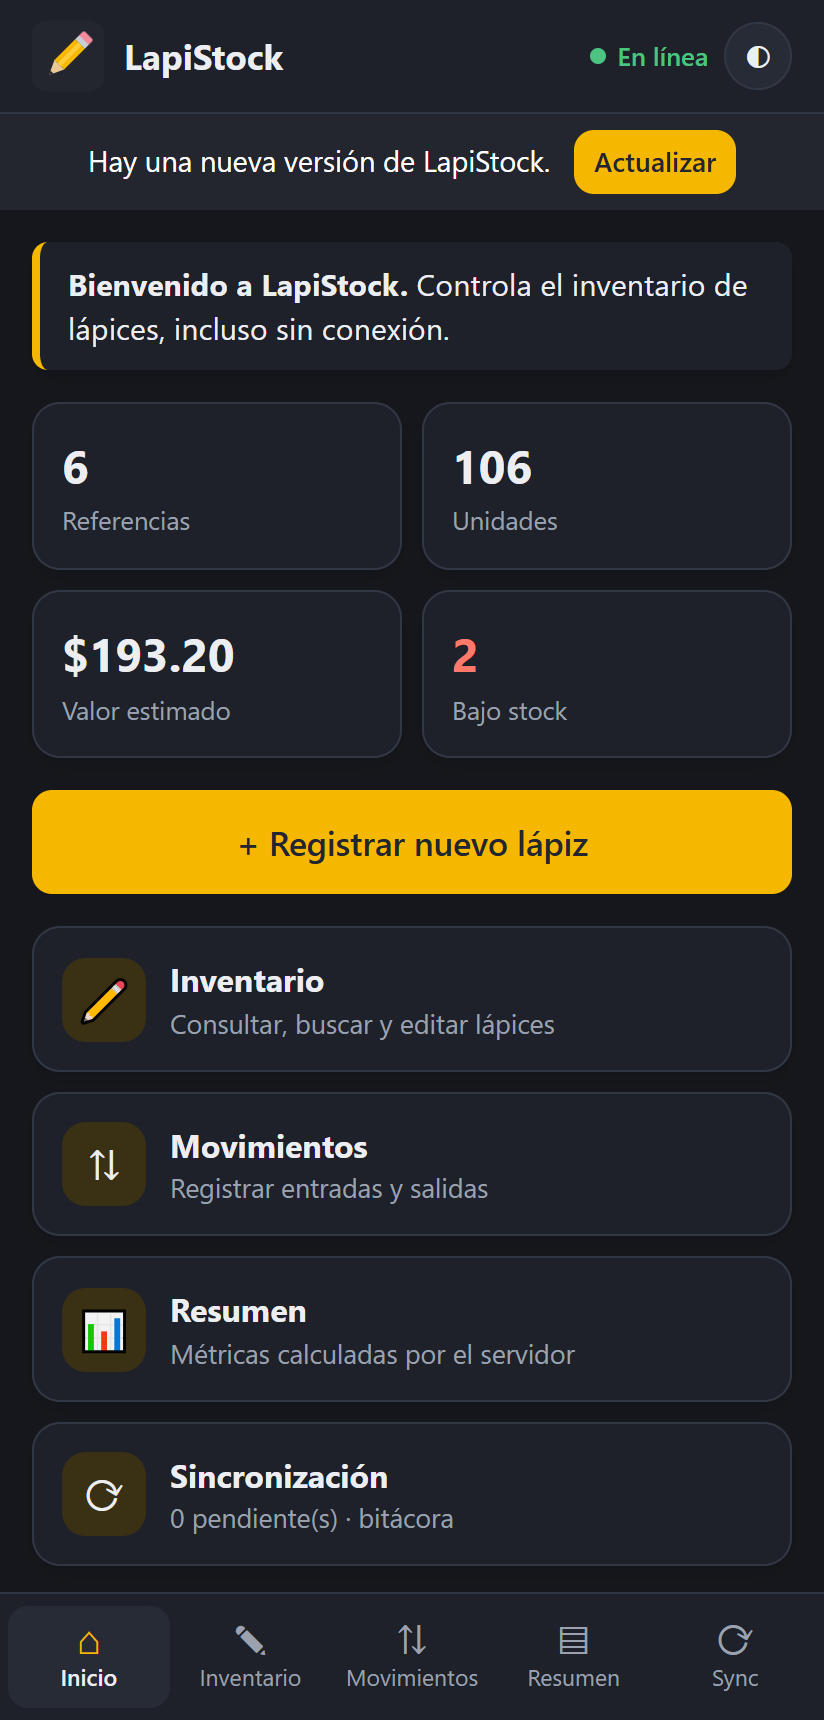 LapiStock
En línea
Hay una nueva versión de LapiStock.
Actualizar
Bienvenido a LapiStock. Controla el inventario de
lápices, incluso sin conexión.
6
Referencias
106
Unidades
$193.20
Valor estimado
2
Bajo stock
+ Registrar nuevo lápiz
Inventario
Consultar, buscar y editar lápices
Movimientos
Registrar entradas y salidas
Resumen
Métricas calculadas por el servidor
Sincronización
0 pendiente(s) · bitácora
Inicio
Inventario
Movimientos
Resumen
Sync